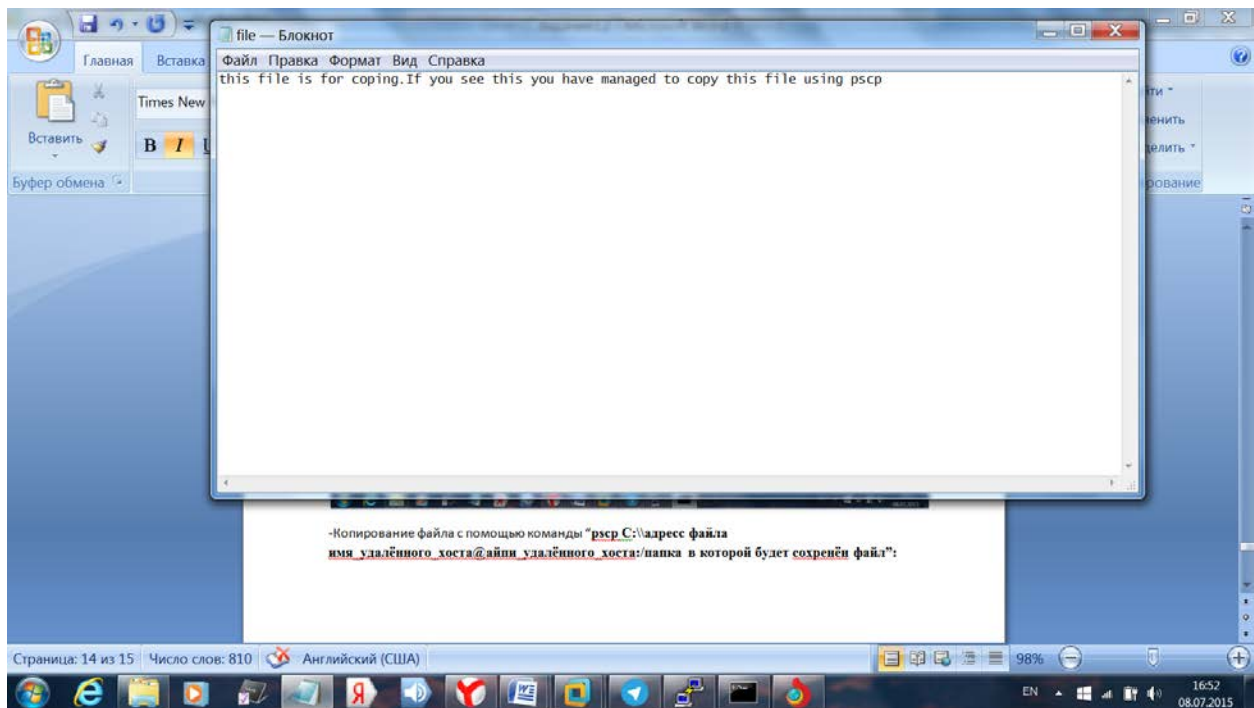 file — Блокнот
Главная Вставка
Файл Правка Формат Вид Справка
this file is for coping.If you see this you have managed to copy this file using pscp
Times New
Вставить
Ж К
Буфер обмена
-Копирование файла с помощью команды “pscp C:\\адресс файла
имя_удалённого_хоста@айпи_удалённого_хоста:/папка в которой будет сохренён файл”:
Страница: 14 из 15 Число слов: 810 Английский (США) 98%
EN 16:52
08.07.2015